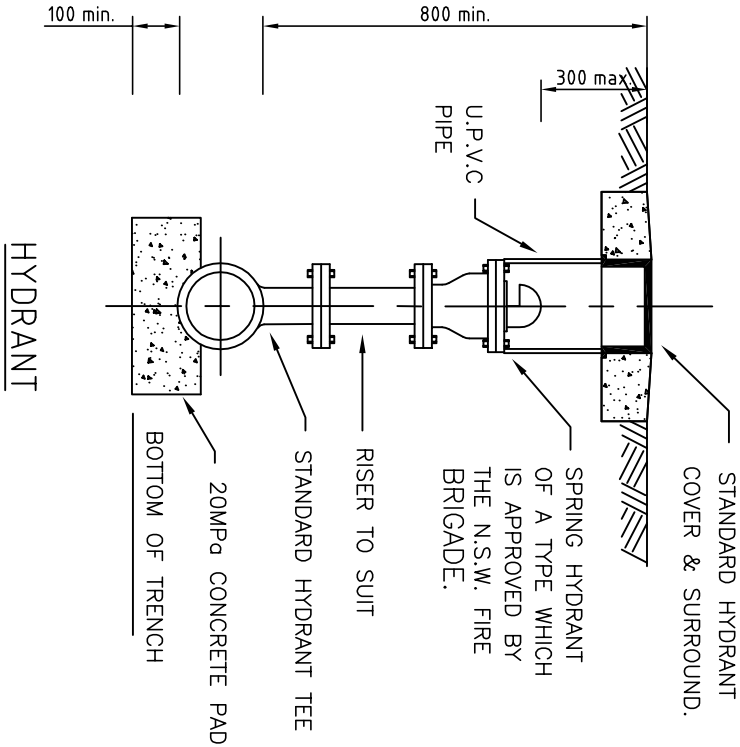 100 min.
800 min.
300 max.
U.P.V.C
PIPE
STANDARD HYDRANT
COVER & SURROUND.
SPRING HYDRANT
OF A TYPE WHICH
IS APPROVED BY
THE N.S.W. FIRE
BRIGADE.
RISER TO SUIT
STANDARD HYDRANT TEE
20MPa CONCRETE PAD
BOTTOM OF TRENCH
HYDRANT